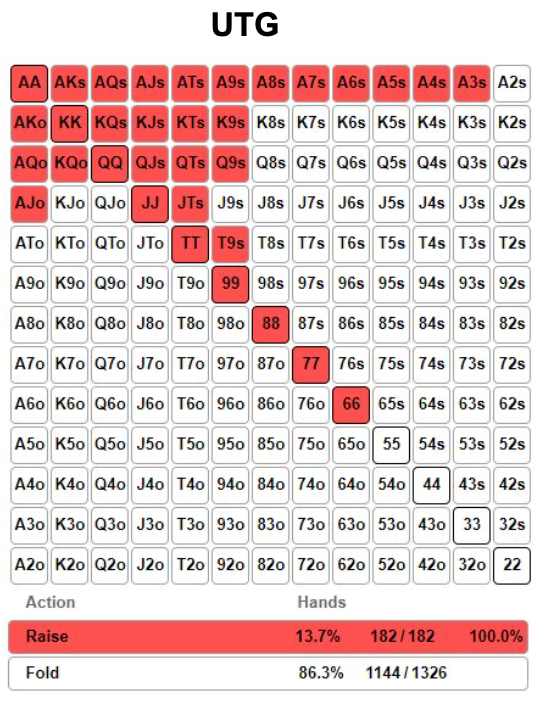 UTG
AA AKs AQs AJs ATs A9s A8s A7s A6s A5s A4s A3s A2s
AKo KK KQs KJs KTs K9s K8s K7s K6s K5s K4s K3s K2s
AQo KQo QQ QJs QTs Q9s Q8s Q7s Q6s Q5s Q4s Q3s Q2s
AJo KJo QJo JJ JTs J9s J8s J7s J6s J5s J4s J3s J2s
ATo KTo QTo JTo TT T9s T8s T7s T6s T5s T4s T3s T2s
A9o K9o Q9o J9o T9o 99 98s 97s 96s 95s 94s 93s 92s
A8o K8o Q8o J8o T8o 98o 88 87s 86s 85s 84s 83s 82s
A7o K7o Q7o J7o T7o 97o 87o 77 76s 75s 74s 73s 72s
A6o K6o Q6o J6o T6o 96o 86o 76o 66 65s 64s 63s 62s
A5o K5o Q5o J5o T5o 95o 85o 75o 65o 55 54s 53s 52s
A4o K4o Q4o J4o T4o 94o 84o 74o 64o 54o 44 43s 42s
A3o K3o Q3o J3o T3o 93o 83o 73o 63o 53o 43o 33 32s
A2o K2o Q2o J2o T2o 92o 82o 72o 62o 52o 42o 32o 22
Action Hands
Raise 13.7% 182 / 182 100.0%
Fold 86.3% 1144 / 1326